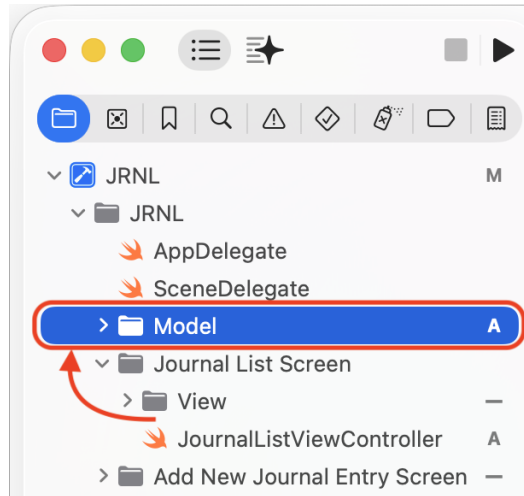 JRNL M
JRNL
AppDelegate
SceneDelegate
Model A
Journal List Screen
View –
JournalListViewController A
Add New Journal Entry Screen –